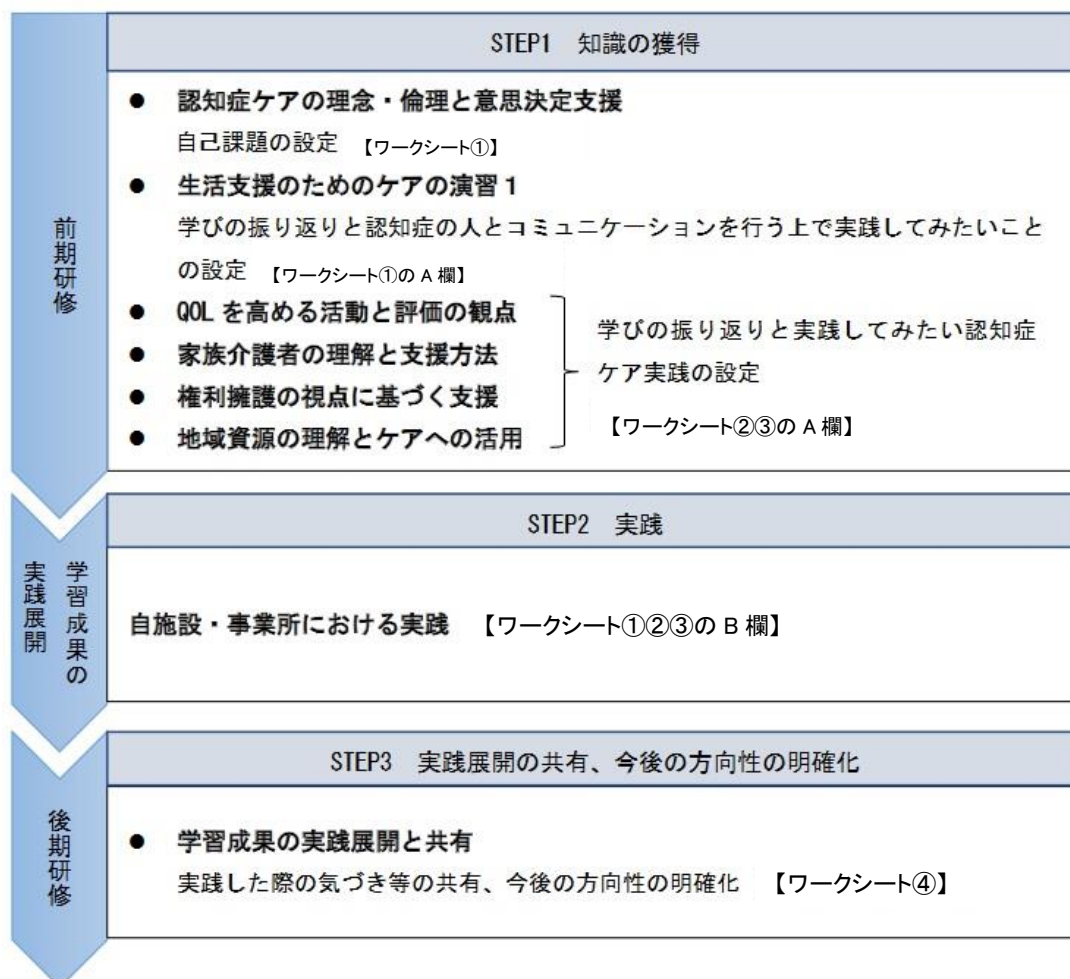 前期研修
STEP1 知識の獲得
● 認知症ケアの理念・倫理と意思決定支援
自己課題の設定 【ワークシート①】
● 生活支援のためのケアの演習1
学びの振り返りと認知症の人とコミュニケーションを行う上で実践してみたいこと
の設定 【ワークシート①のA欄】
● QOLを高める活動と評価の観点
● 家族介護者の理解と支援方法
● 権利擁護の視点に基づく支援
● 地域資源の理解とケアへの活用
学びの振り返りと実践してみたい認知症
ケア実践の設定
【ワークシート②③のA欄】
学習成果の
実践展開
STEP2 実践
自施設・事業所における実践 【ワークシート①②③のB欄】
後期研修
STEP3 実践展開の共有、今後の方向性の明確化
● 学習成果の実践展開と共有
実践した際の気づき等の共有、今後の方向性の明確化 【ワークシート④】